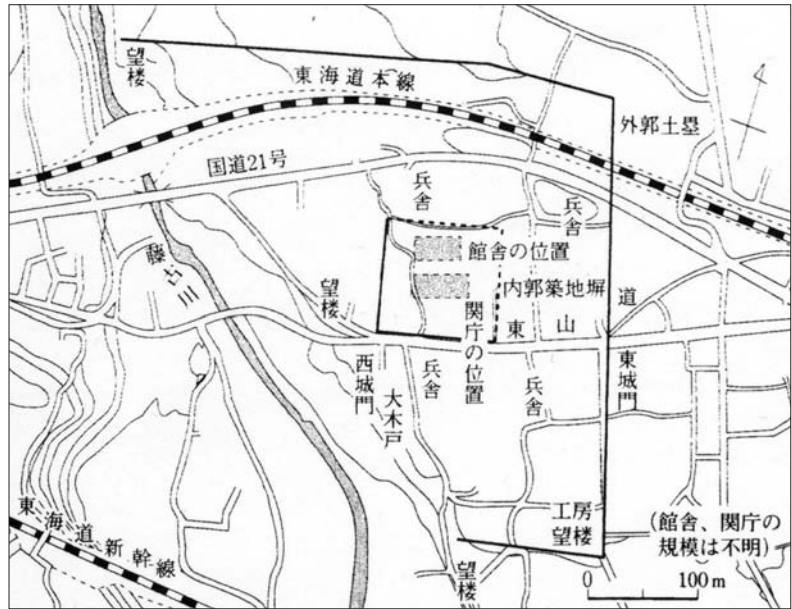 望楼
東海道本線
外郭土塁
国道21号
兵舎
兵舎
館舎の位置
藤古川
望楼
内郭築地塀
関庁の位置
東山道
西城門
大木戸
兵舎
兵舎
東城門
東海道新幹線
工房
望楼
望楼
(館舎、関庁の
規模は不明)
0 100m
4